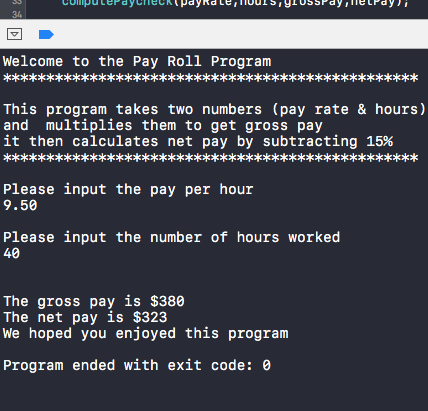 33 computePaycheck(payRate,hours,grossPay,netPay);
34
Welcome to the Pay Roll Program
************************************************
This program takes two numbers (pay rate & hours)
and  multiplies them to get gross pay
it then calculates net pay by subtracting 15%
************************************************
Please input the pay per hour
9.50
Please input the number of hours worked
40
The gross pay is $380
The net pay is $323
We hoped you enjoyed this program
Program ended with exit code: 0